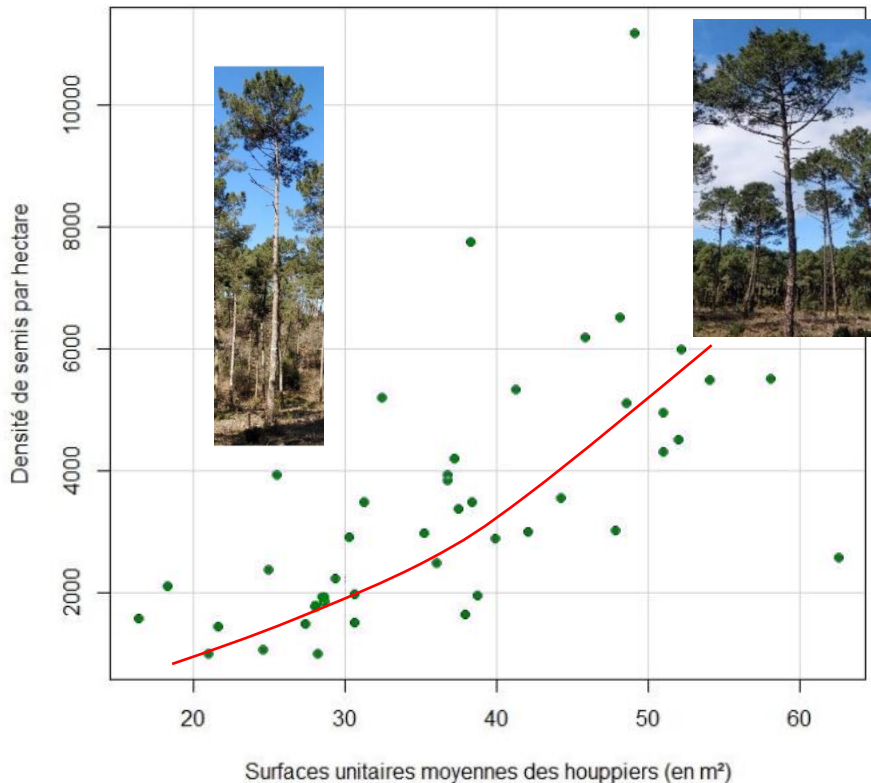 Densité de semis par hectare
10000
8000
6000
4000
2000
20 30 40 50 60
Surfaces unitaires moyennes des houppiers (en m²)